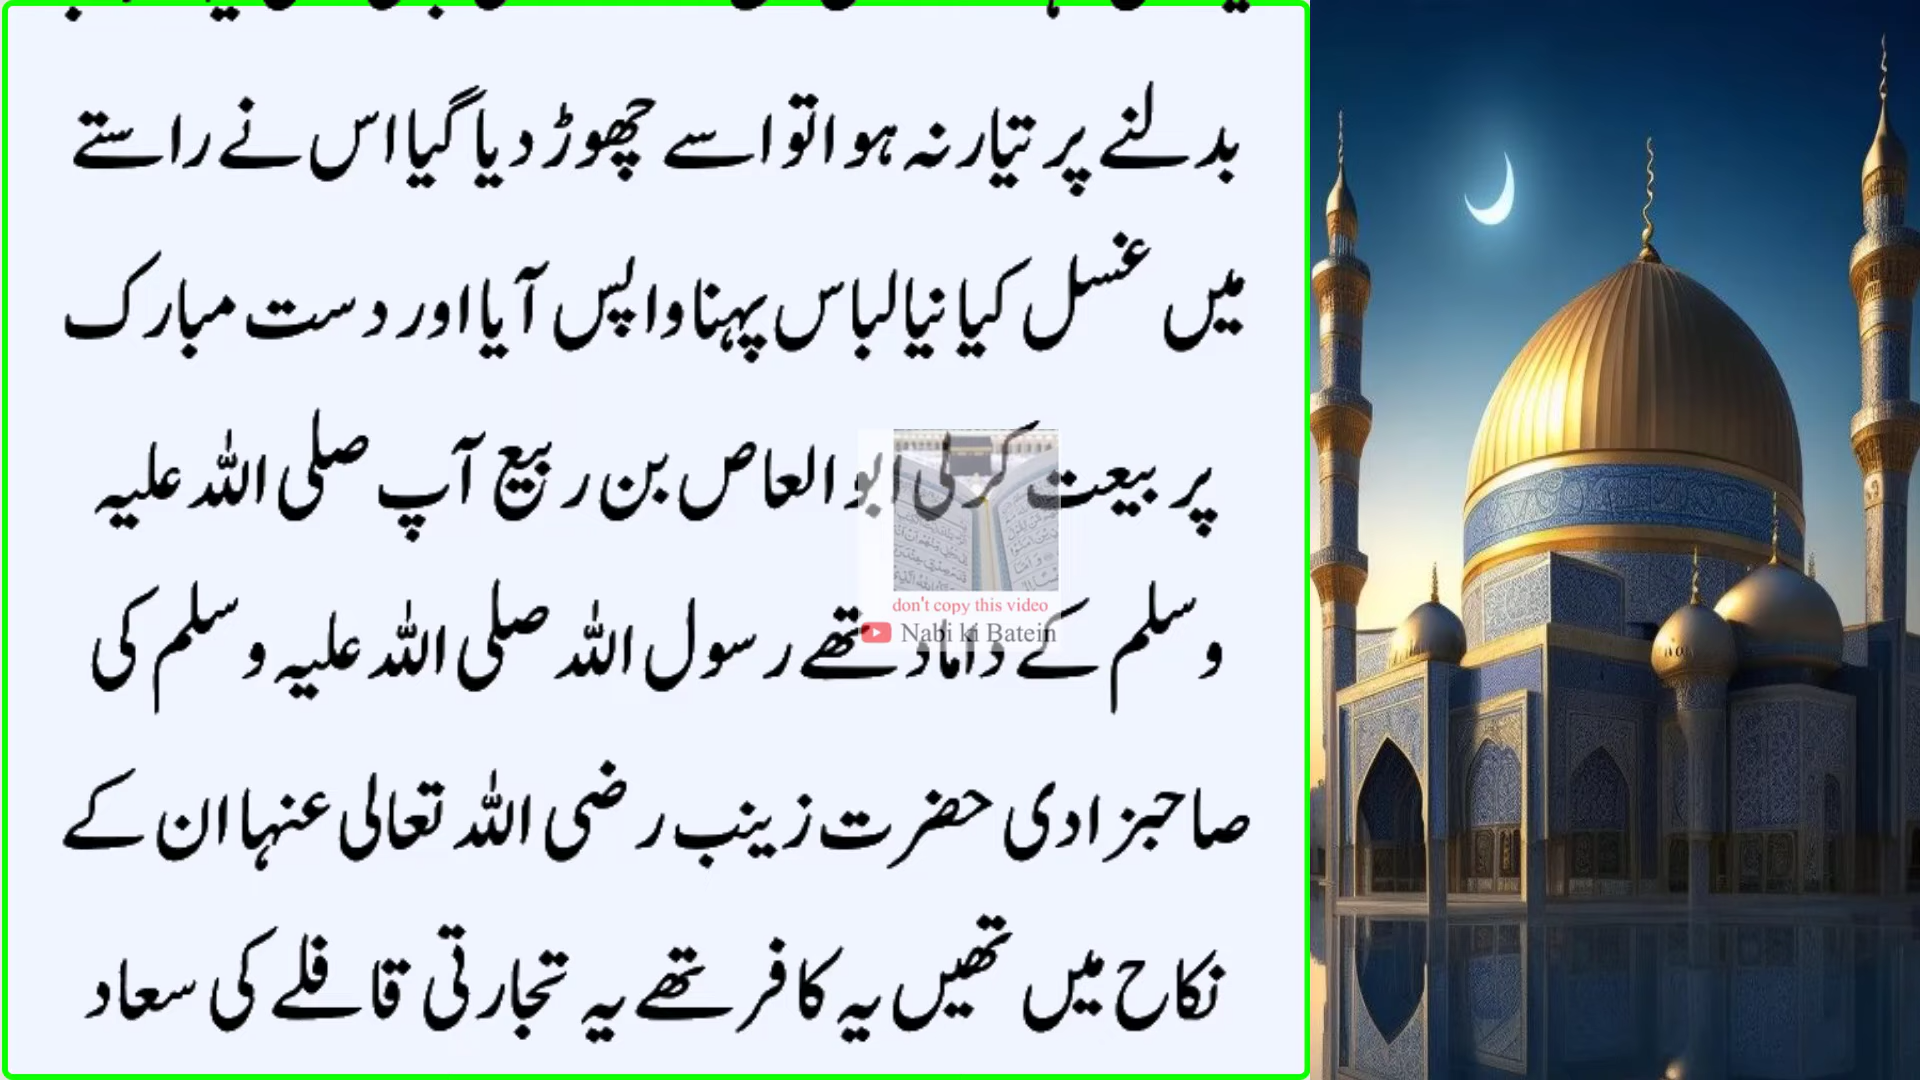 بدلنے پر تیار نہ ہوا تو اسے چھوڑ دیا گیا اس نے راستے
میں غسل کیا نیا لباس پہنا واپس آیا اور دست مبارک
پر بیعت کرلی ابو العاص بن ربیع آپ صلی اللہ علیہ
وسلم کے داماد تھے رسول اللہ صلی اللہ علیہ وسلم کی
صاحبزادی حضرت زینب رضی اللہ تعالی عنہا ان کے
نکاح میں تھیں یہ کافر تھے یہ تجارتی قافلے کی سعاد
don't copy this video
Nabi ki Batein